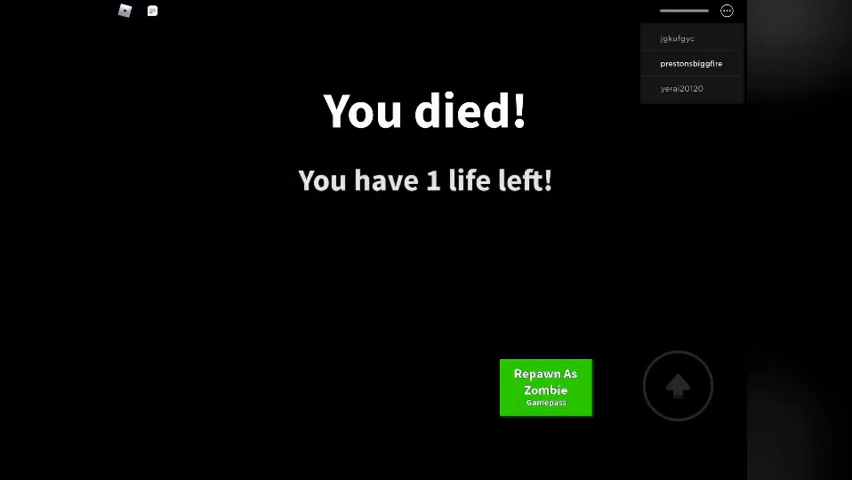 jgkufgyc
prestonsbiggfire
yerai20120
You died!
You have 1 life left!
Repawn As
Zombie
Gamepass